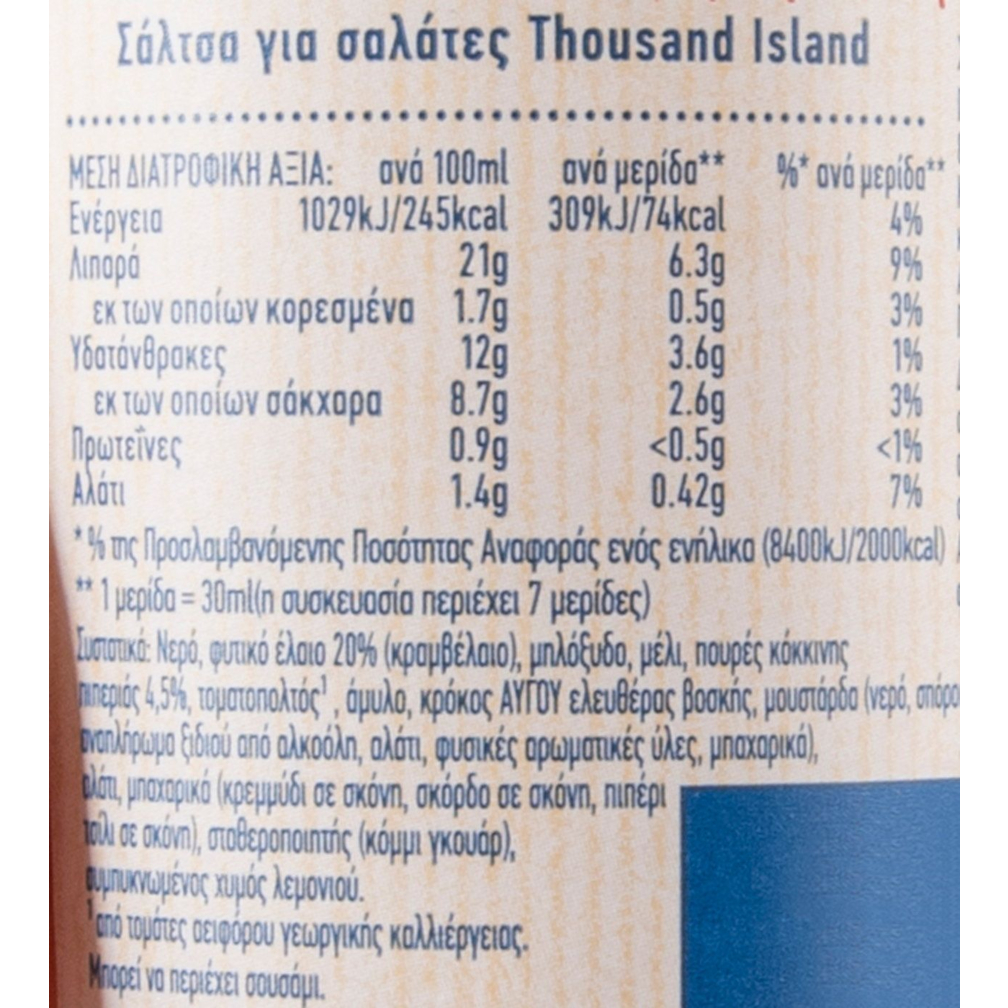 Σάλτσα για σαλάτες Thousand Island
ΜΕΣΗ ΔΙΑΤΡΟΦΙΚΗ ΑΞΙΑ: ανά 100ml ανά μερίδα** %* ανά μερίδα**
Ενέργεια 1029kJ/245kcal 309kJ/74kcal 4%
Λιπαρά 21g 6.3g 9%
εκ των οποίων κορεσμένα 1.7g 0.5g 3%
Υδατάνθρακες 12g 3.6g 1%
εκ των οποίων σάκχαρα 8.7g 2.6g 3%
Πρωτεΐνες 0.9g <0.5g <1%
Αλάτι 1.4g 0.42g 7%
* % της Προσλαμβανόμενης Ποσότητας Αναφοράς ενός ενήλικα (8400kJ/2000kcal)
** 1 μερίδα = 30ml(η συσκευασία περιέχει 7 μερίδες)
Συστατικά: Νερό, φυτικό έλαιο 20% (κραμβέλαιο), μηλόξυδο, μέλι, πουρές κόκκινης
πιπεριάς 4,5%, τοματοπολτός¹, άμυλο, κρόκος ΑΥΓΟΥ ελευθέρας βοσκής, μουστάρδα (νερό,
αναπλήρωμα ξιδιού από αλκοόλη, αλάτι, φυσικές αρωματικές ύλες, μπαχαρικά),
αλάτι, μπαχαρικά (κρεμμύδι σε σκόνη, σκόρδο σε σκόνη, πιπέρι
τσίλι σε σκόνη), σταθεροποιητής (κόμμι γκουάρ),
συμπυκνωμένος χυμός λεμονιού.
¹από τομάτες αειφόρου γεωργικής καλλιέργειας.
Μπορεί να περιέχει σουσάμι.